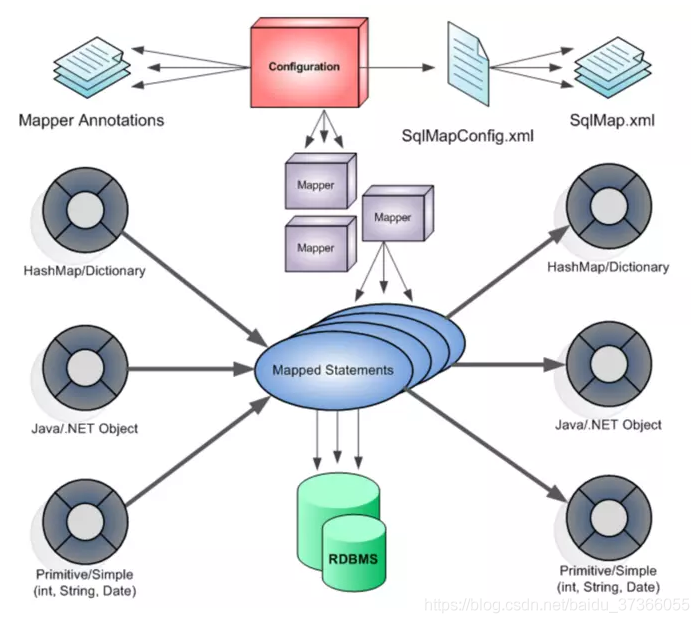 Configuration
Mapper Annotations
SqlMapConfig.xml
SqlMap.xml
Mapper
Mapper
Mapper
HashMap/Dictionary
HashMap/Dictionary
Mapped Statements
Java/.NET Object
Java/.NET Object
RDBMS
Primitive/Simple
(int, String, Date)
Primitive/Simple
(int, String, Date)
https://blog.csdn.net/baidu_37366055